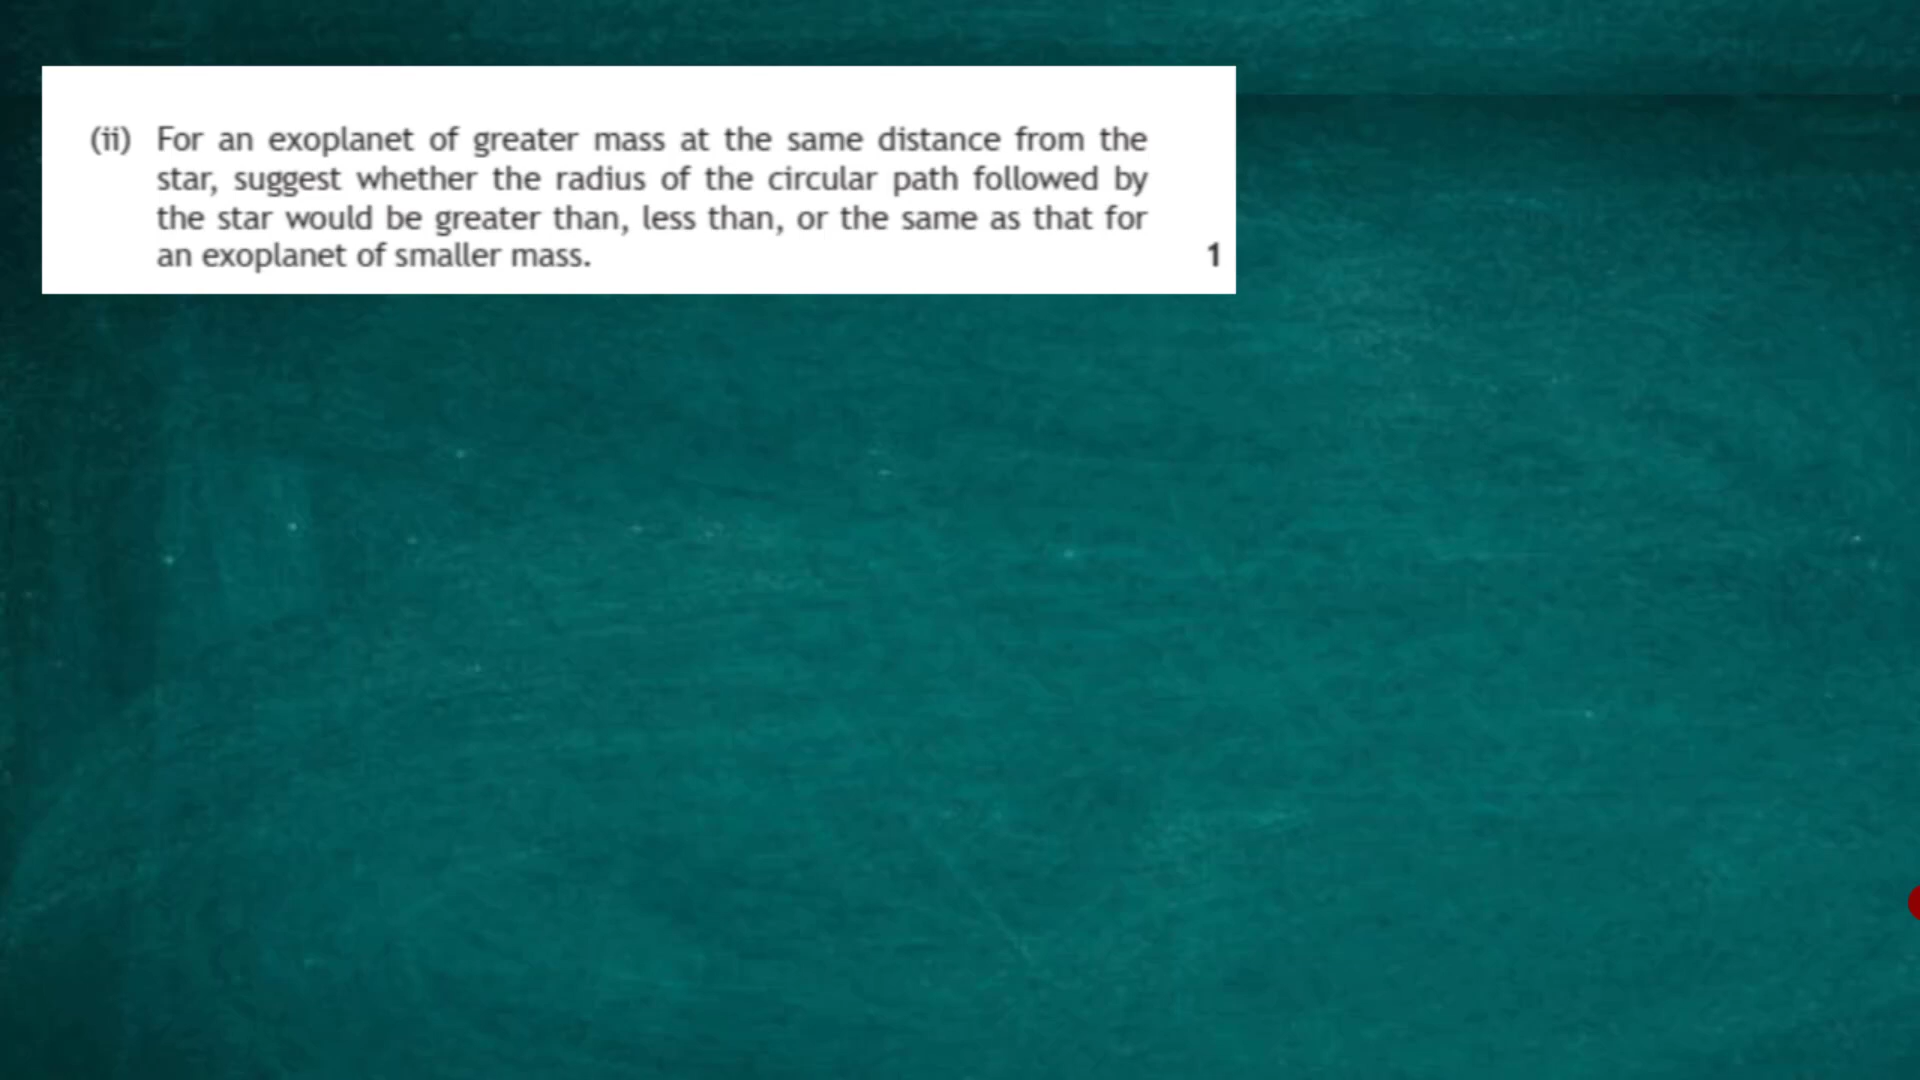 (ii) For an exoplanet of greater mass at the same distance from the
star, suggest whether the radius of the circular path followed by
the star would be greater than, less than, or the same as that for
an exoplanet of smaller mass. 1